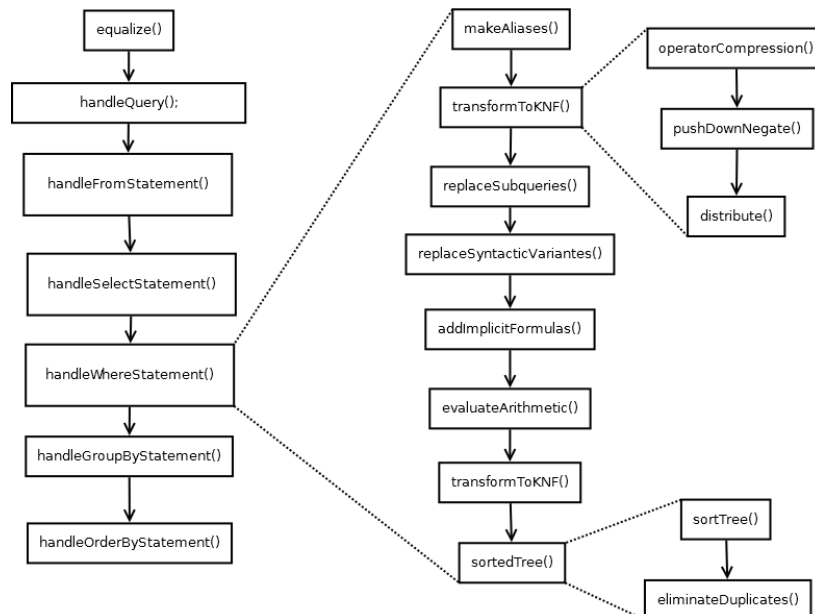 equalize()
handleQuery();
handleFromStatement()
handleSelectStatement()
handleWhereStatement()
handleGroupByStatement()
handleOrderByStatement()
makeAliases()
transformToKNF()
replaceSubqueries()
replaceSyntacticVariantes()
addImplicitFormulas()
evaluateArithmetic()
transformToKNF()
sortedTree()
operatorCompression()
pushDownNegate()
distribute()
sortTree()
eliminateDuplicates()